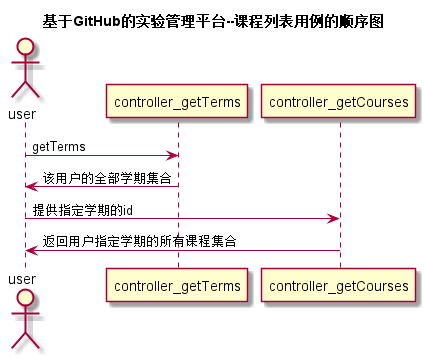 基于GitHub的实验管理平台--课程列表用例的顺序图
user
controller_getTerms
controller_getCourses
getTerms
该用户的全部学期集合
提供指定学期的id
返回用户指定学期的所有课程集合
user
controller_getTerms
controller_getCourses